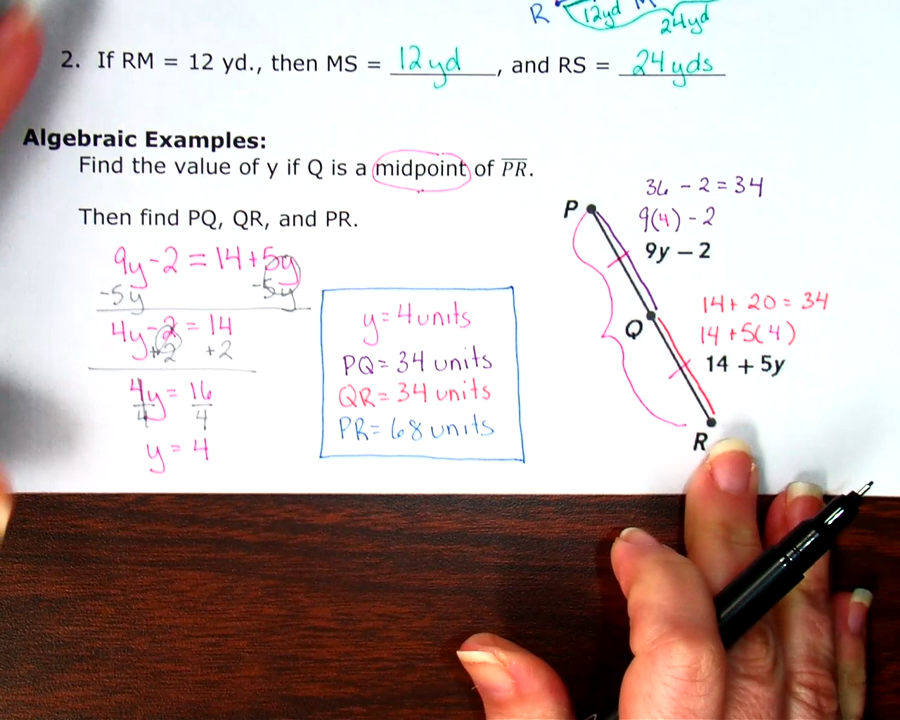 R 12yd M 24yd
2. If RM = 12 yd., then MS = 12yd, and RS = 24yds
Algebraic Examples:
Find the value of y if Q is a midpoint of PR.
Then find PQ, QR, and PR.
9y-2 = 14+5y
-5y -5y
4y-2 = 14
+2 +2
4y = 16
4 4
y = 4
y = 4 units
PQ = 34 units
QR = 34 units
PR = 68 units
36 - 2 = 34
9(4) - 2
P
9y – 2
14 + 20 = 34
14 + 5(4)
Q
14 + 5y
R